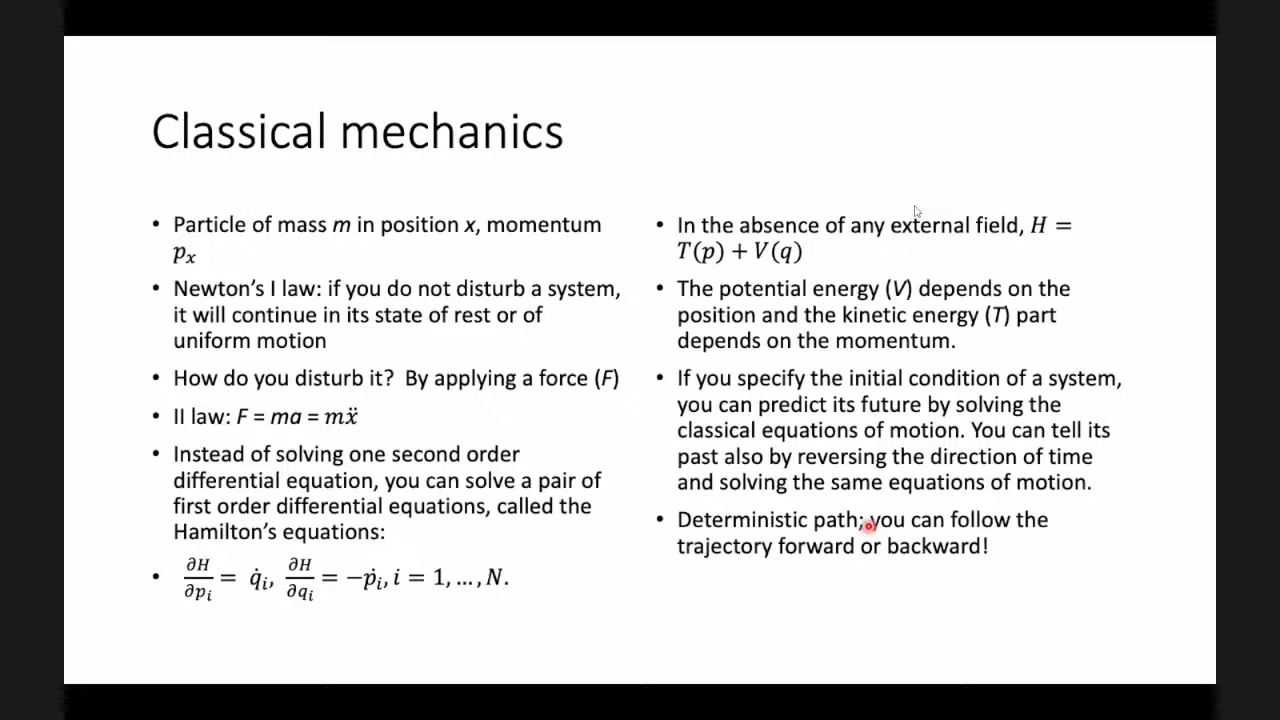 Classical mechanics
• Particle of mass m in position x, momentum
pₓ
• Newton’s I law: if you do not disturb a system,
it will continue in its state of rest or of
uniform motion
• How do you disturb it?  By applying a force (F)
• II law: F = ma = mẍ
• Instead of solving one second order
differential equation, you can solve a pair of
first order differential equations, called the
Hamilton’s equations:
• ∂H/∂pᵢ = q̇ᵢ, ∂H/∂qᵢ = −ṗᵢ, i = 1, …, N.
• In the absence of any external field, H =
T(p) + V(q)
• The potential energy (V) depends on the
position and the kinetic energy (T) part
depends on the momentum.
• If you specify the initial condition of a system,
you can predict its future by solving the
classical equations of motion. You can tell its
past also by reversing the direction of time
and solving the same equations of motion.
• Deterministic path; you can follow the
trajectory forward or backward!